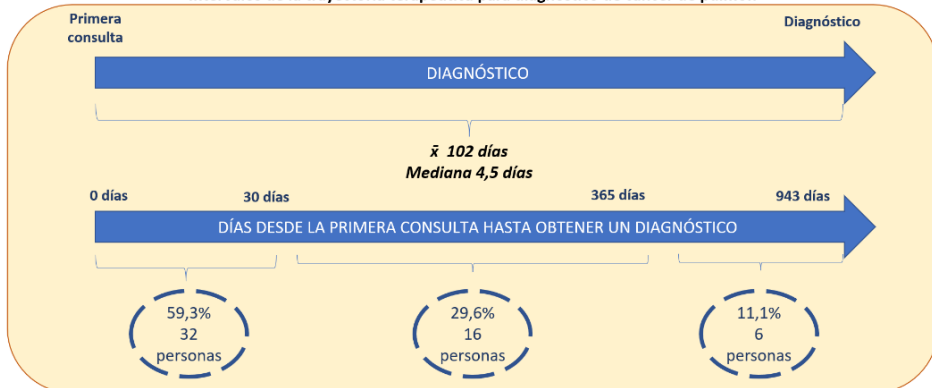 Primera
consulta
Diagnóstico
DIAGNÓSTICO
x̄ 102 días
Mediana 4,5 días
0 días
30 días
365 días
943 días
DÍAS DESDE LA PRIMERA CONSULTA HASTA OBTENER UN DIAGNÓSTICO
59,3%
32
personas
29,6%
16
personas
11,1%
6
personas